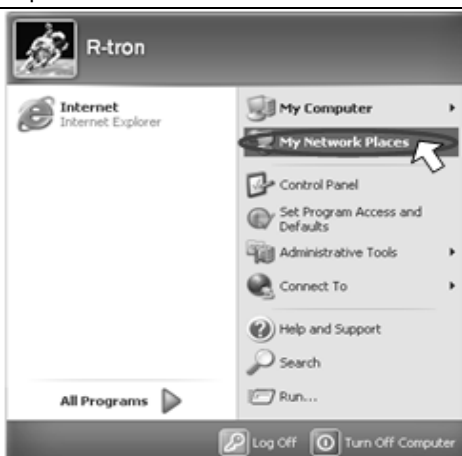 R-tron
Internet
Internet Explorer
My Computer
My Network Places
Control Panel
Set Program Access and
Defaults
Administrative Tools
Connect To
Help and Support
Search
Run...
All Programs
Log Off
Turn Off Computer